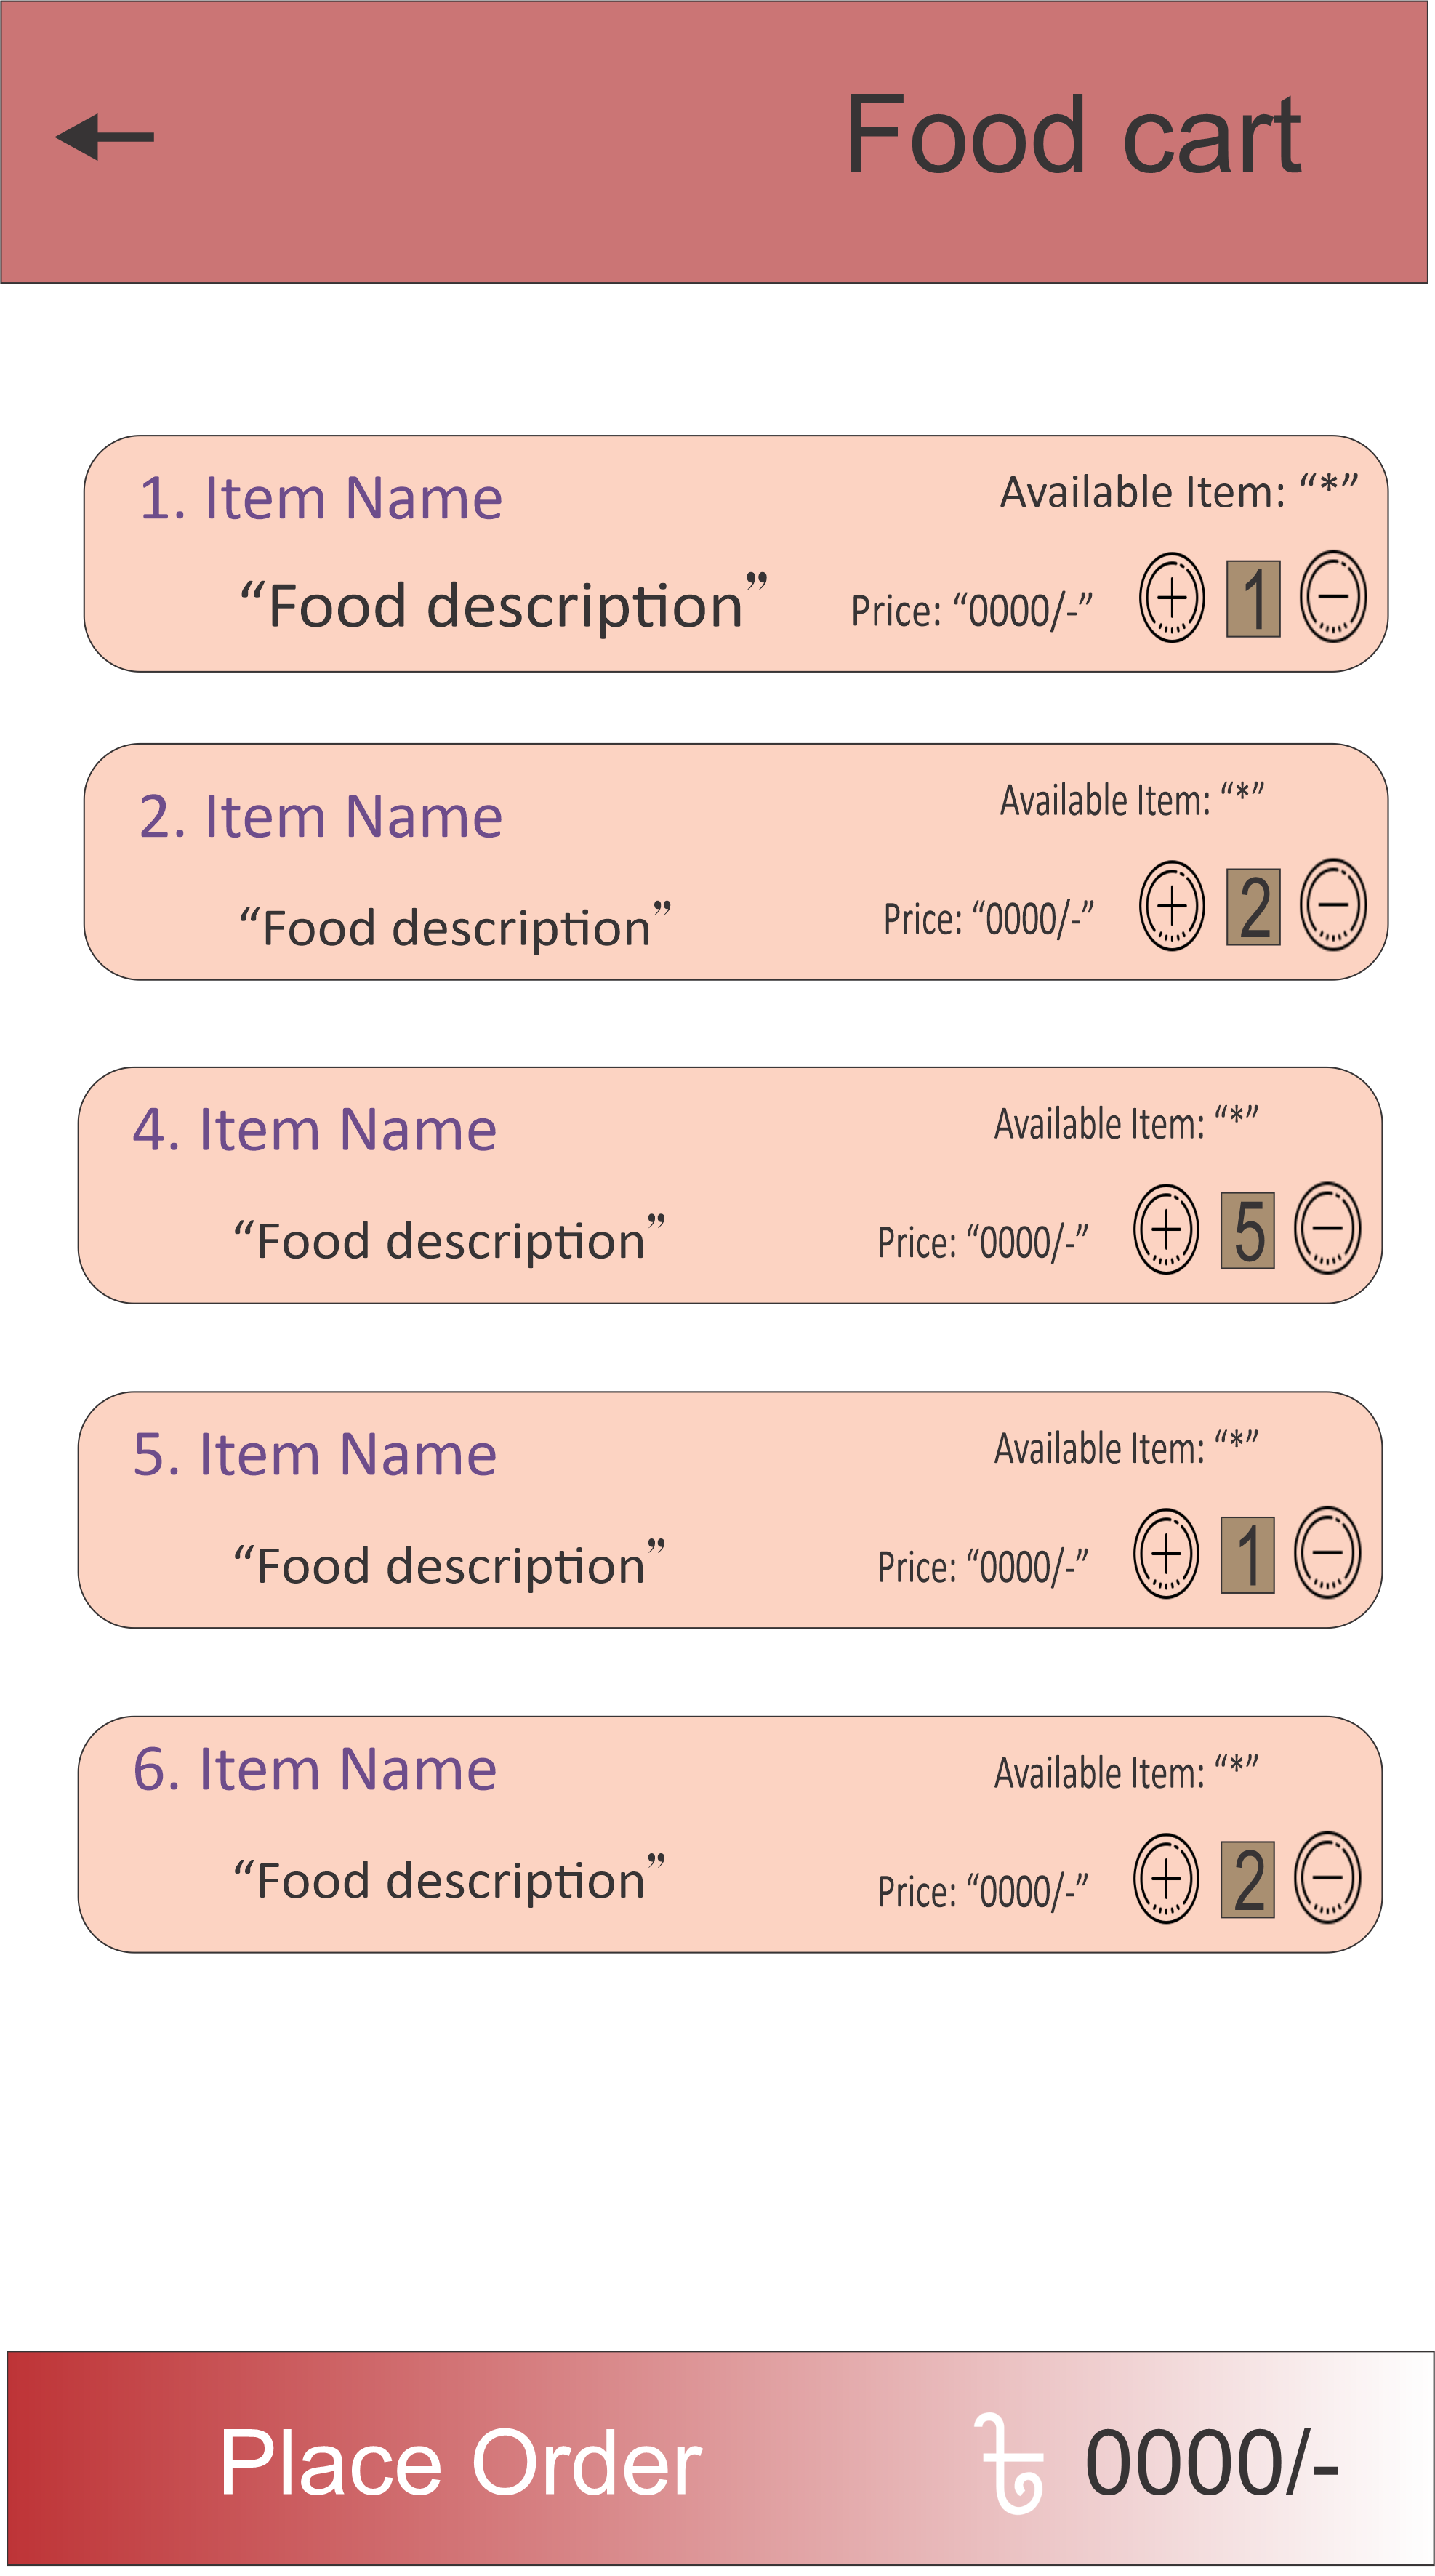 Food cart
1. Item Name
Available Item: “*”
“Food description”
Price: “0000/-”
1
2. Item Name
Available Item: “*”
“Food description”
Price: “0000/-”
2
4. Item Name
Available Item: “*”
“Food description”
Price: “0000/-”
5
5. Item Name
Available Item: “*”
“Food description”
Price: “0000/-”
1
6. Item Name
Available Item: “*”
“Food description”
Price: “0000/-”
2
Place Order ৳ 0000/-